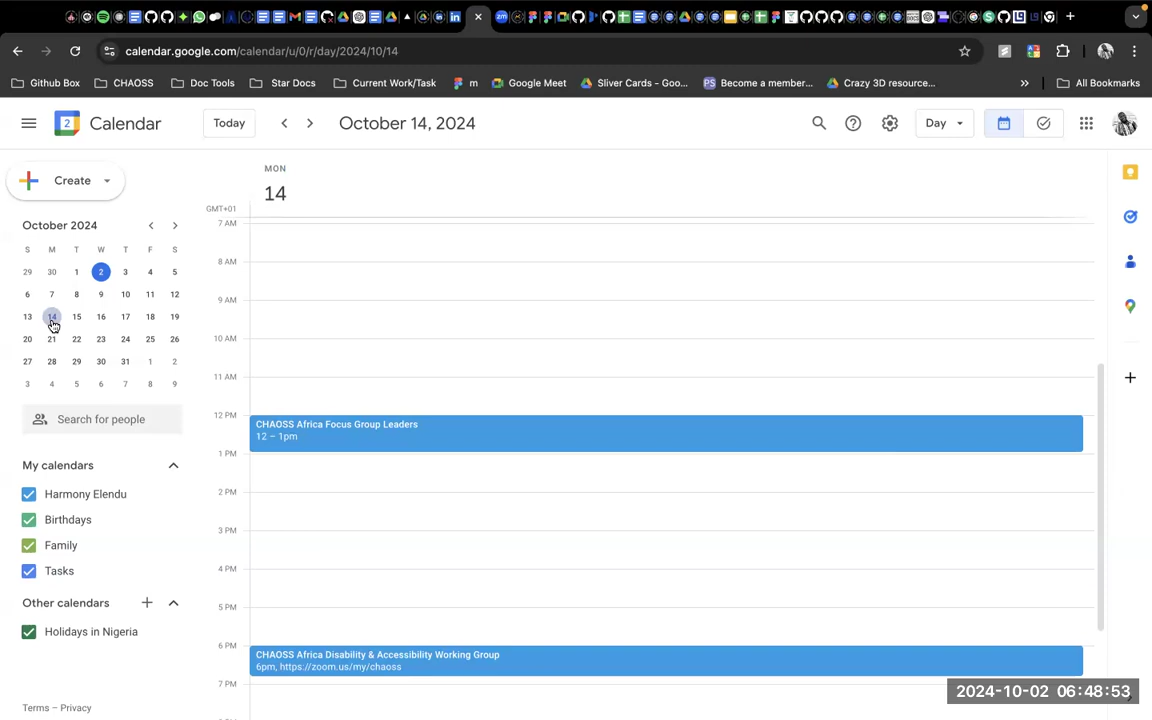 calendar.google.com/calendar/u/0/r/day/2024/10/14
Github Box
CHAOSS
Doc Tools
Star Docs
Current Work/Task
m
Google Meet
Sliver Cards - Goo...
Become a member...
Crazy 3D resource...
»
All Bookmarks
2
Calendar
Today
October 14, 2024
Day
Create
MON
14
GMT+01
October 2024
S M T W T F S
29 30 1 2 3 4 5
6 7 8 9 10 11 12
13 14 15 16 17 18 19
20 21 22 23 24 25 26
27 28 29 30 31 1 2
3 4 5 6 7 8 9
Search for people
My calendars
Harmony Elendu
Birthdays
Family
Tasks
Other calendars
Holidays in Nigeria
Terms – Privacy
7 AM
8 AM
9 AM
10 AM
11 AM
12 PM
CHAOSS Africa Focus Group Leaders
12 – 1pm
1 PM
2 PM
3 PM
4 PM
5 PM
6 PM
CHAOSS Africa Disability & Accessibility Working Group
6pm, https://zoom.us/my/chaoss
7 PM
2024-10-02 06:48:53